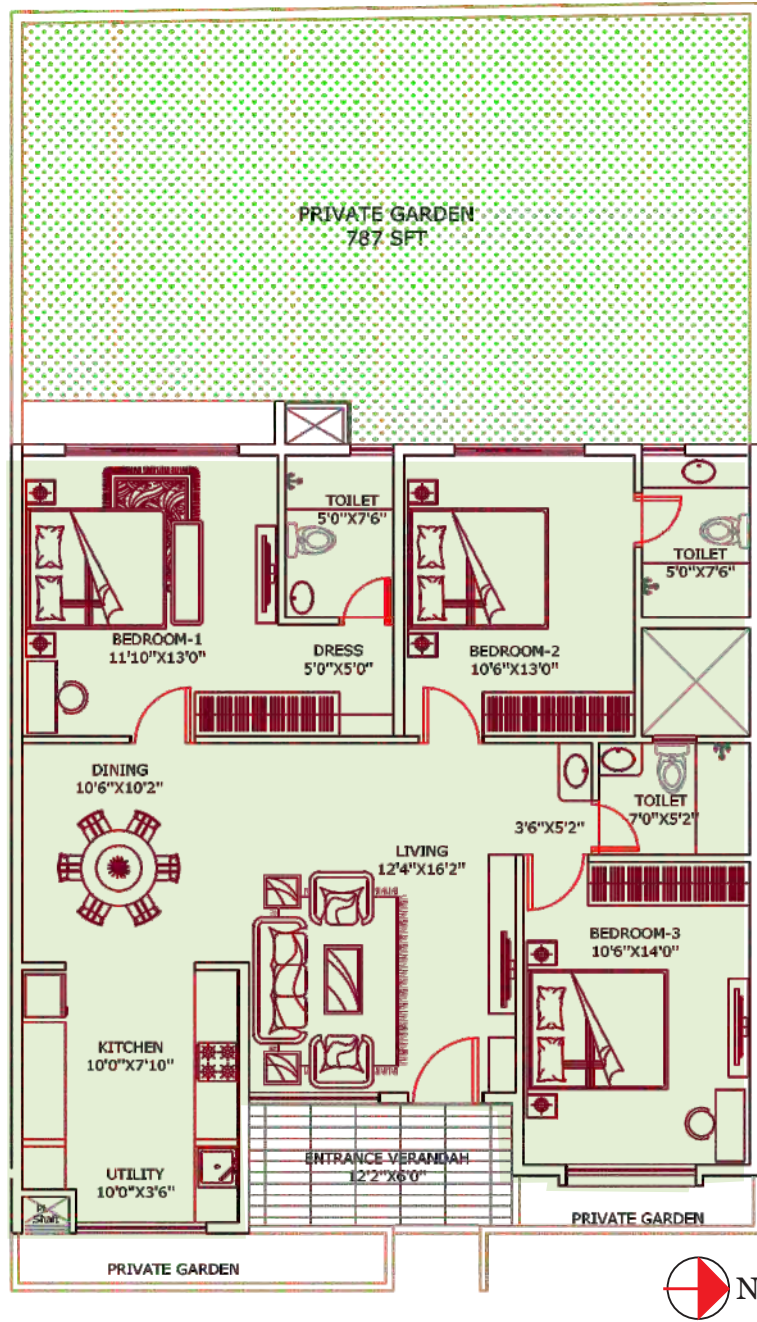 PRIVATE GARDEN
787 SFT
TOILET
5'0"X7'6"
TOILET
5'0"X7'6"
BEDROOM-1
11'10"X13'0"
DRESS
5'0"X5'0"
BEDROOM-2
10'6"X13'0"
DINING
10'6"X10'2"
TOILET
7'0"X5'2"
3'6"X5'2"
LIVING
12'4"X16'2"
BEDROOM-3
10'6"X14'0"
KITCHEN
10'0"X7'10"
UTILITY
10'0"X3'6"
ENTRANCE VERANDAH
12'2"X6'0"
Shaft
PRIVATE GARDEN
PRIVATE GARDEN
N